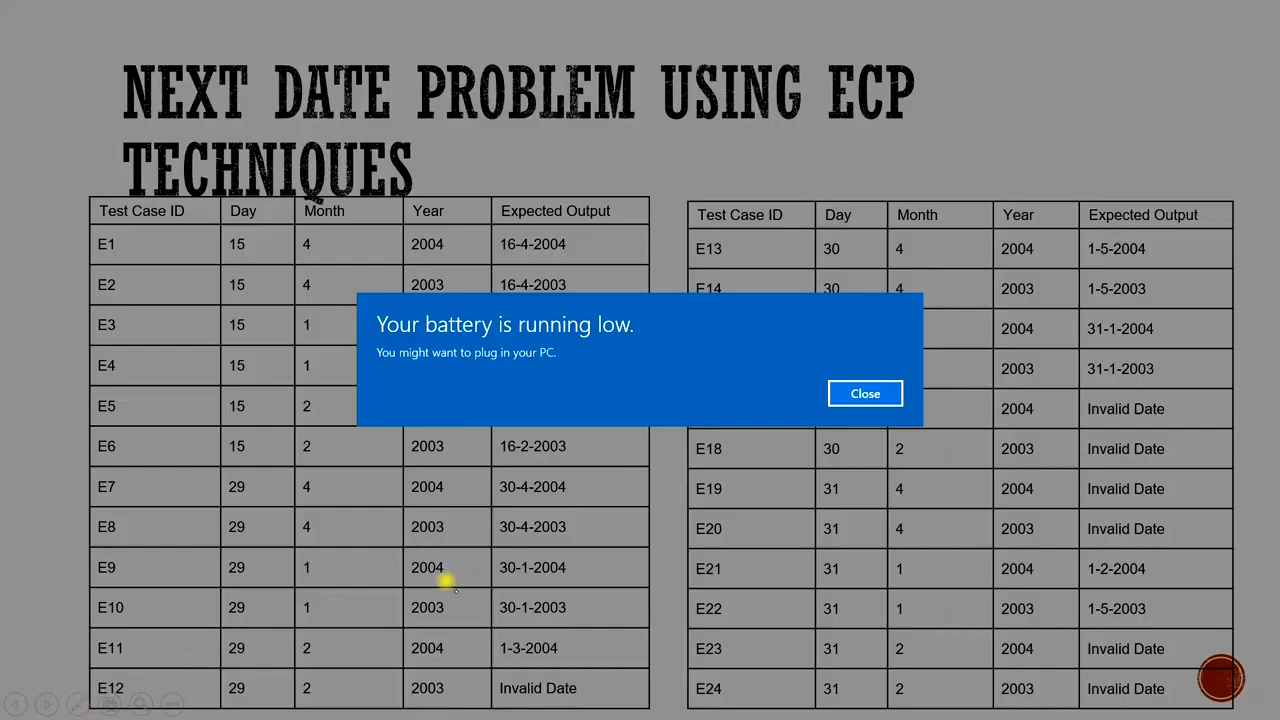 NEXT DATE PROBLEM USING ECP
TECHNIQUES
Test Case ID Day Month Year Expected Output
E1 15 4 2004 16-4-2004
E2 15 4 2003 16-4-2003
E3 15 1
E4 15 1
E5 15 2
E6 15 2 2003 16-2-2003
E7 29 4 2004 30-4-2004
E8 29 4 2003 30-4-2003
E9 29 1 2004 30-1-2004
E10 29 1 2003 30-1-2003
E11 29 2 2004 1-3-2004
E12 29 2 2003 Invalid Date
Test Case ID Day Month Year Expected Output
E13 30 4 2004 1-5-2004
E14 30 4 2003 1-5-2003
2004 31-1-2004
2003 31-1-2003
2004 Invalid Date
E18 30 2 2003 Invalid Date
E19 31 4 2004 Invalid Date
E20 31 4 2003 Invalid Date
E21 31 1 2004 1-2-2004
E22 31 1 2003 1-5-2003
E23 31 2 2004 Invalid Date
E24 31 2 2003 Invalid Date
Your battery is running low.
You might want to plug in your PC.
Close